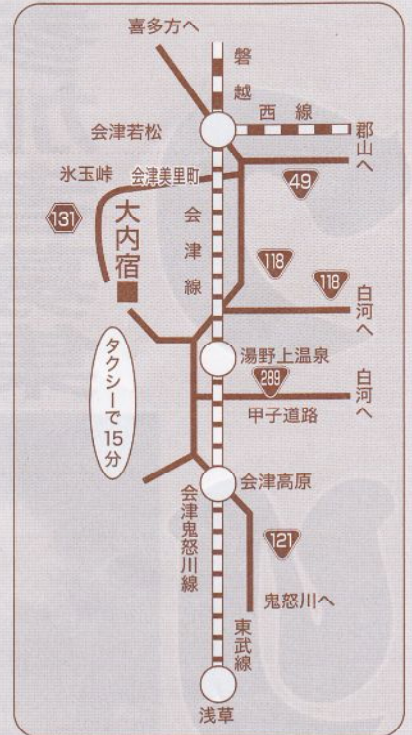 喜多方へ
磐越西線
会津若松
郡山へ
氷玉峠
会津美里町
49
131
大内宿
会津線
118
118
白河へ
湯野上温泉
289
白河へ
甲子道路
タクシーで15分
会津高原
会津鬼怒川線
121
鬼怒川へ
東武線
浅草